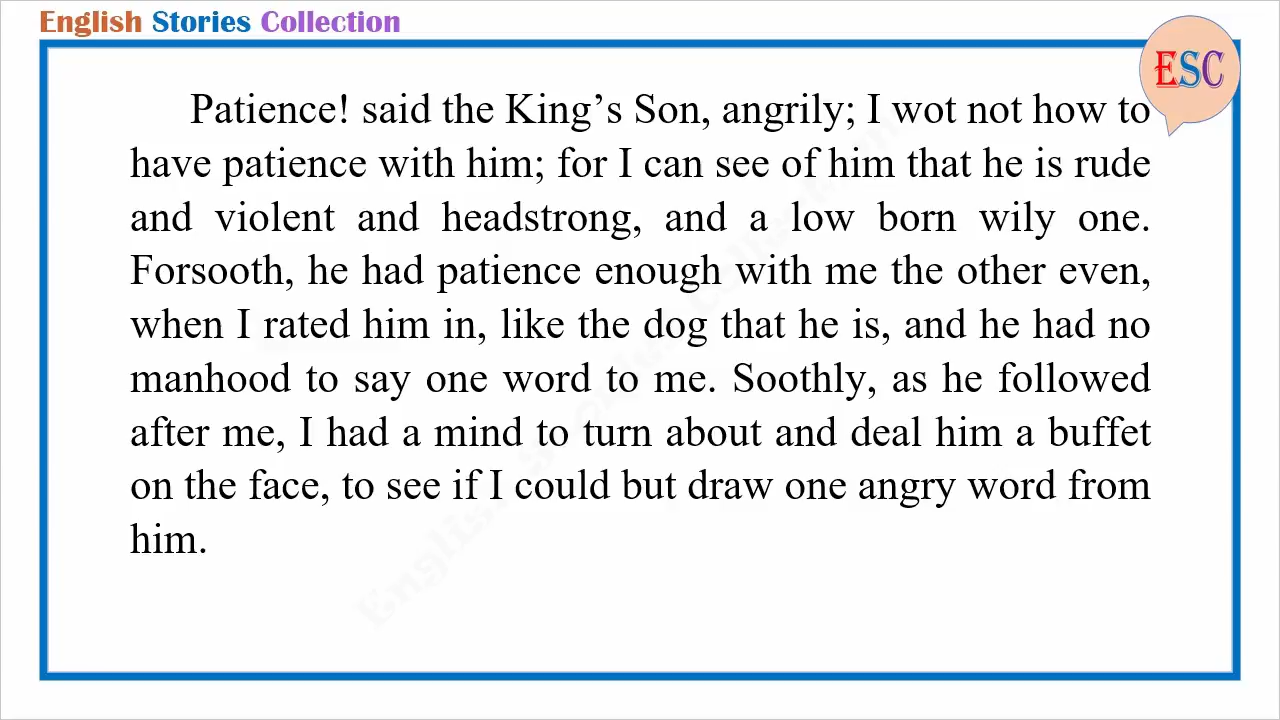 English Stories Collection
ESC
Patience! said the King’s Son, angrily; I wot not how to
have patience with him; for I can see of him that he is rude
and violent and headstrong, and a low born wily one.
Forsooth, he had patience enough with me the other even,
when I rated him in, like the dog that he is, and he had no
manhood to say one word to me. Soothly, as he followed
after me, I had a mind to turn about and deal him a buffet
on the face, to see if I could but draw one angry word from
him.